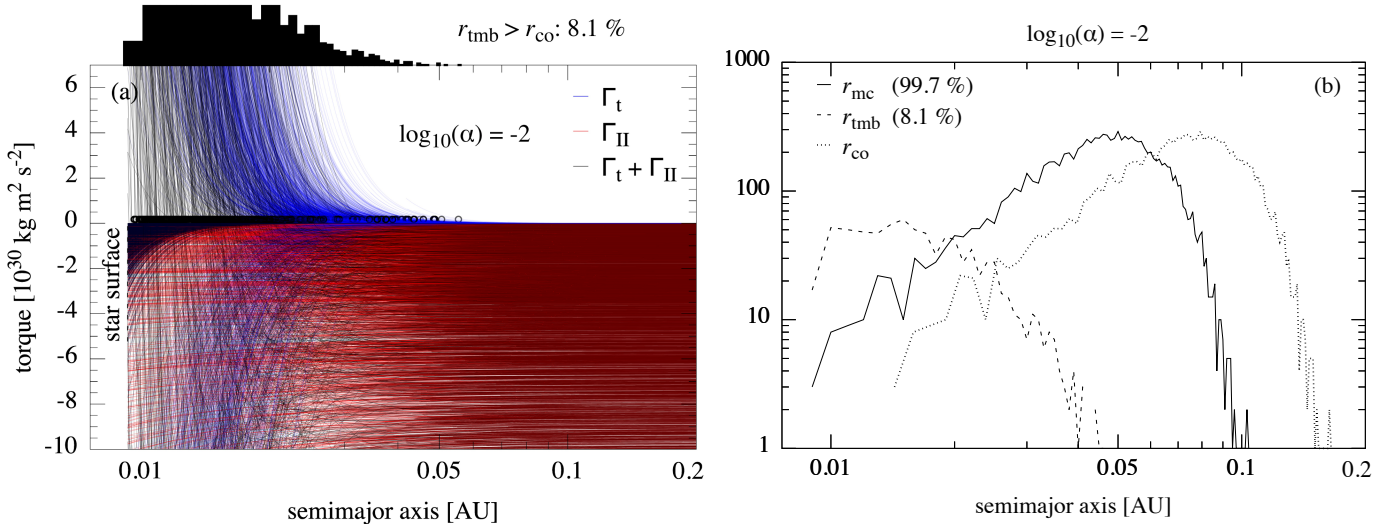 r_tmb > r_co: 8.1 %
(a)
Γ_t
Γ_II
Γ_t + Γ_II
log₁₀(α) = -2
6
4
2
0
-2
-4
-6
-8
-10
torque [10³⁰ kg m² s⁻²]
star surface
0.01
0.05
0.1
0.2
semimajor axis [AU]
log₁₀(α) = -2
(b)
r_mc (99.7 %)
r_tmb (8.1 %)
r_co
1000
100
10
1
0.01
0.05
0.1
0.2
semimajor axis [AU]